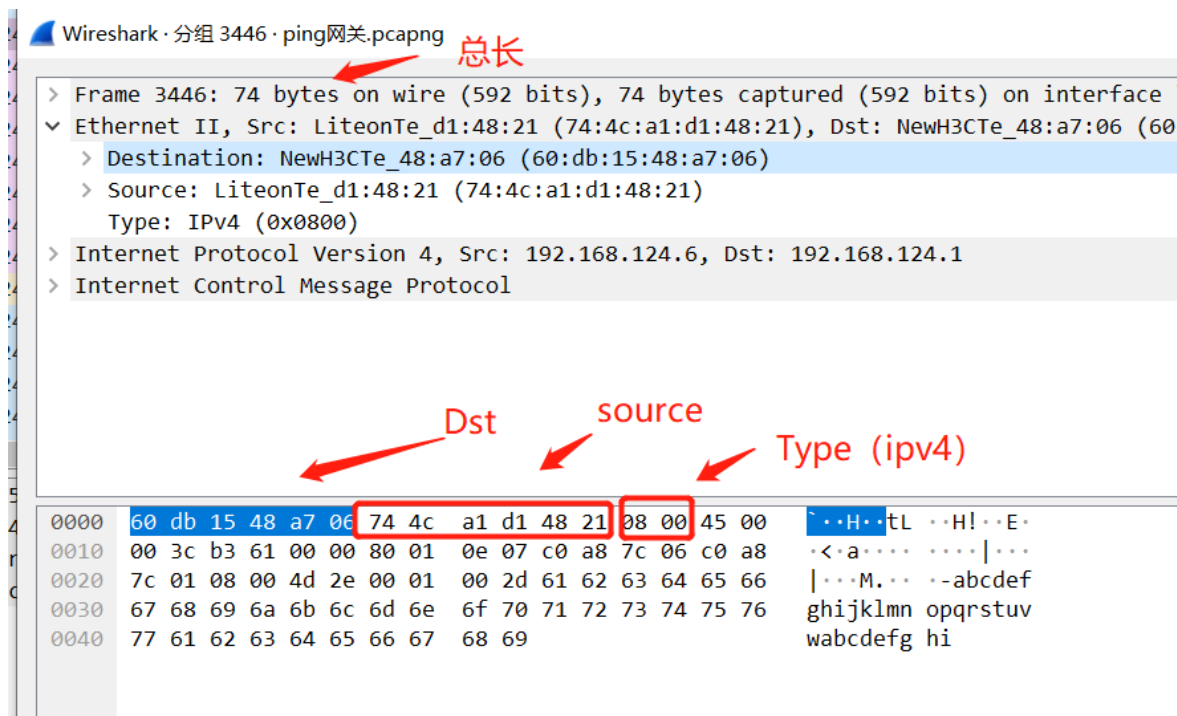 Wireshark · 分组 3446 · ping网关.pcapng
总长
Frame 3446: 74 bytes on wire (592 bits), 74 bytes captured (592 bits) on interface
Ethernet II, Src: LiteonTe_d1:48:21 (74:4c:a1:d1:48:21), Dst: NewH3CTe_48:a7:06 (60
Destination: NewH3CTe_48:a7:06 (60:db:15:48:a7:06)
Source: LiteonTe_d1:48:21 (74:4c:a1:d1:48:21)
Type: IPv4 (0x0800)
Internet Protocol Version 4, Src: 192.168.124.6, Dst: 192.168.124.1
Internet Control Message Protocol
Dst
source
Type（ipv4）
0000 60 db 15 48 a7 06 74 4c a1 d1 48 21 08 00 45 00 `··H··tL ··H!··E·
0010 00 3c b3 61 00 00 80 01 0e 07 c0 a8 7c 06 c0 a8 ·<·a···· ····|···
0020 7c 01 08 00 4d 2e 00 01 00 2d 61 62 63 64 65 66 |···M.·· ·-abcdef
0030 67 68 69 6a 6b 6c 6d 6e 6f 70 71 72 73 74 75 76 ghijklmn opqrstuv
0040 77 61 62 63 64 65 66 67 68 69 wabcdefg hi